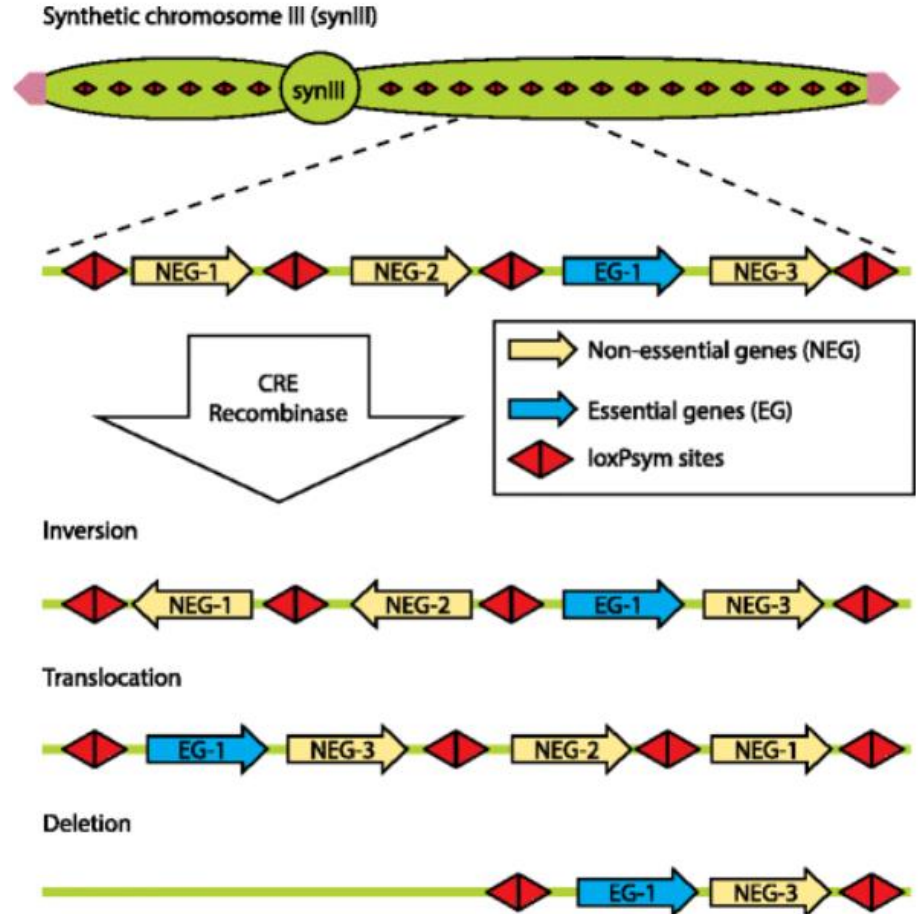 Synthetic chromosome III (synIII)
synIII
NEG-1 NEG-2 EG-1 NEG-3
CRE
Recombinase
Non-essential genes (NEG)
Essential genes (EG)
loxPsym sites
Inversion
NEG-1 NEG-2 EG-1 NEG-3
Translocation
EG-1 NEG-3 NEG-2 NEG-1
Deletion
EG-1 NEG-3